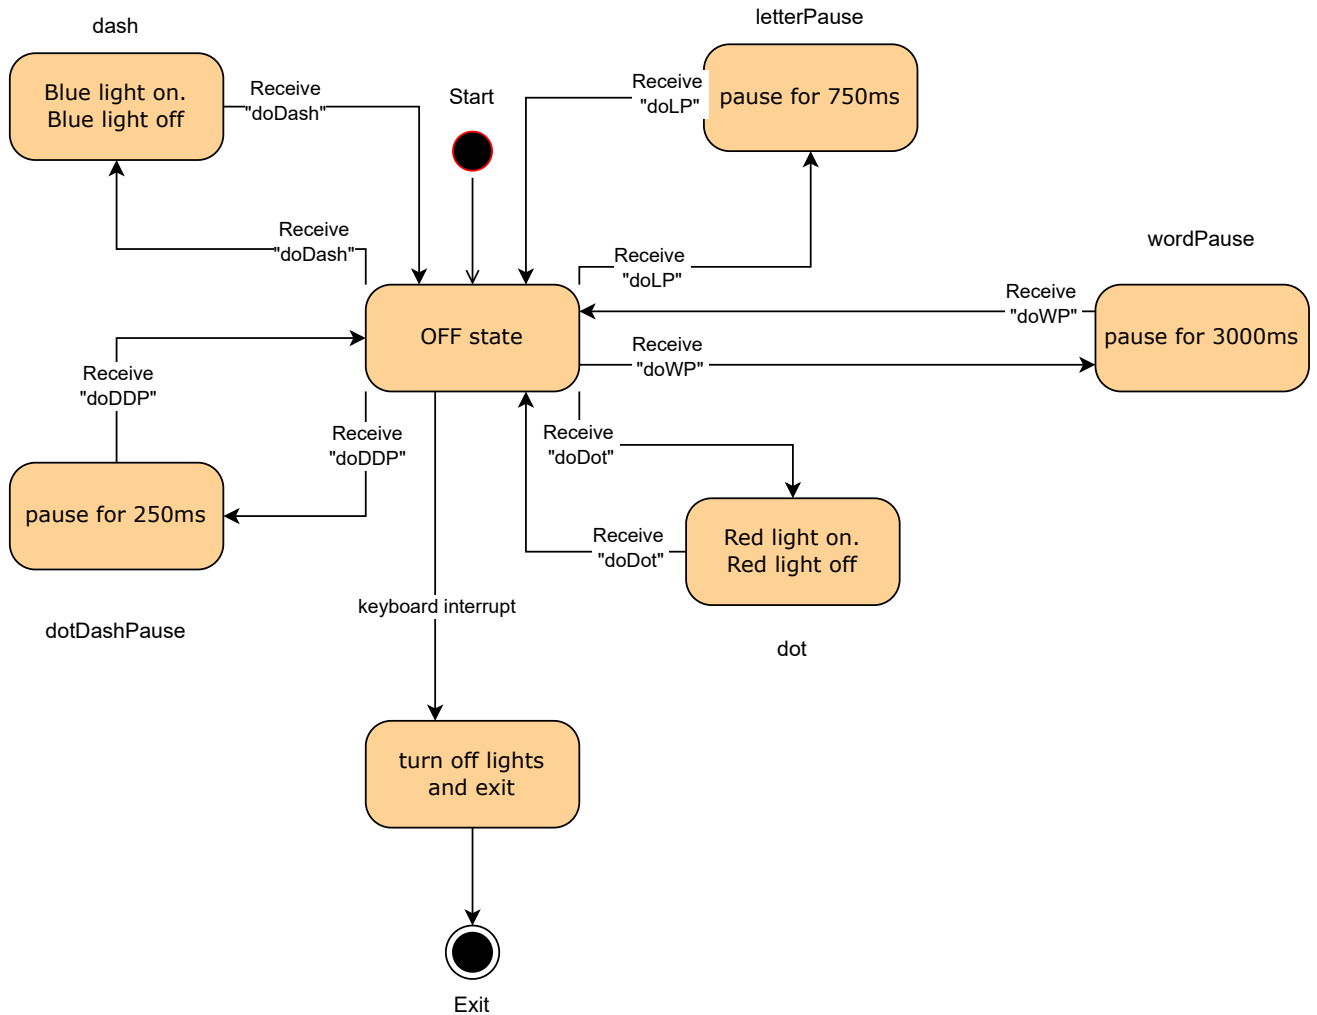 dash
letterPause
Blue light on.
Blue light off
Receive
"doDash"
Start
Receive
"doLP"
pause for 750ms
Receive
"doDash"
Receive
"doLP"
wordPause
OFF state
Receive
"doWP"
Receive
"doWP"
pause for 3000ms
Receive
"doDDP"
Receive
"doDDP"
Receive
"doDot"
pause for 250ms
Receive
"doDot"
Red light on.
Red light off
keyboard interrupt
dotDashPause
dot
turn off lights
and exit
Exit